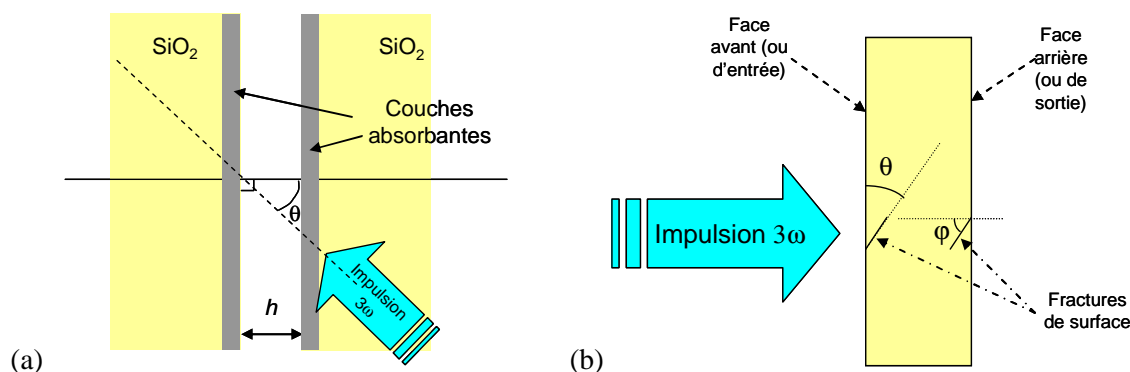 SiO₂
SiO₂
Couches
absorbantes
θ
Impulsion
3ω
h
(a)
Face
avant (ou
d'entrée)
Face
arrière
(ou de
sortie)
θ
φ
Impulsion 3ω
Fractures
de surface
(b)